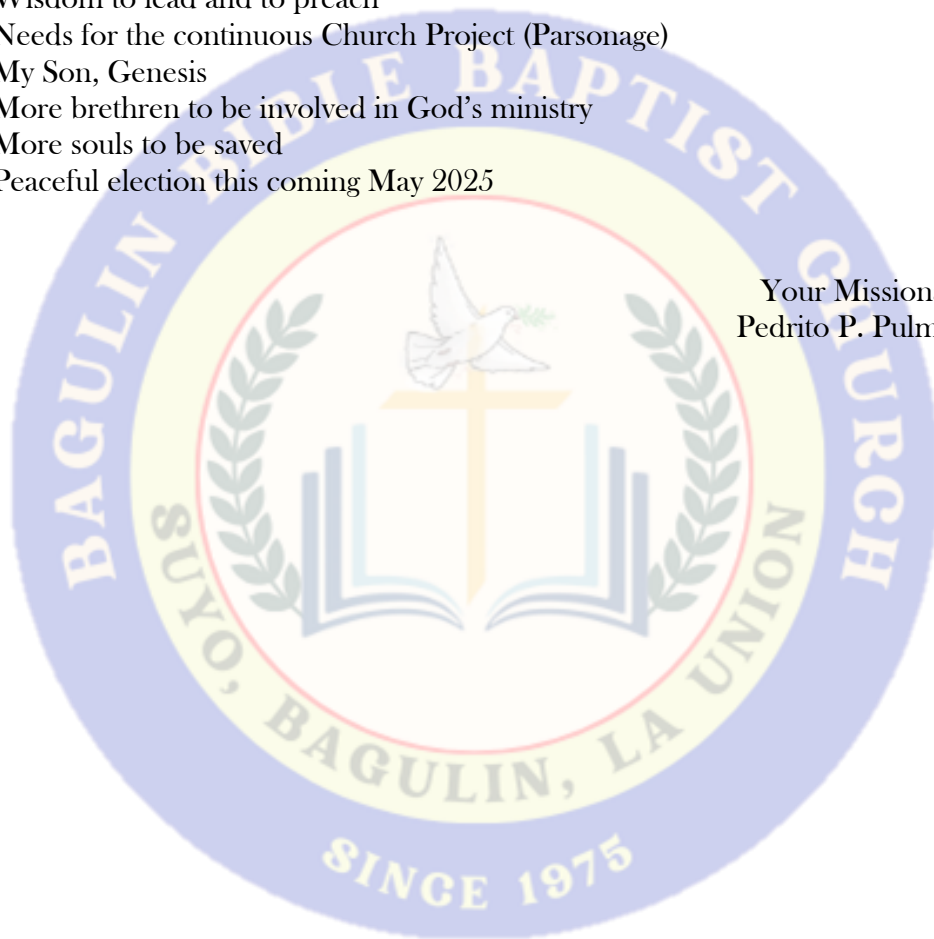 Wisdom to lead and to preach
Needs for the continuous Church Project (Parsonage)
My Son, Genesis
More brethren to be involved in God's ministry
More souls to be saved
Peaceful election this coming May 2025
Your Mission
Pedrito P. Pulm
BAGULIN BIBLE BAPTIST CHURCH
SUYO, BAGULIN, LA UNION
SINCE 1975